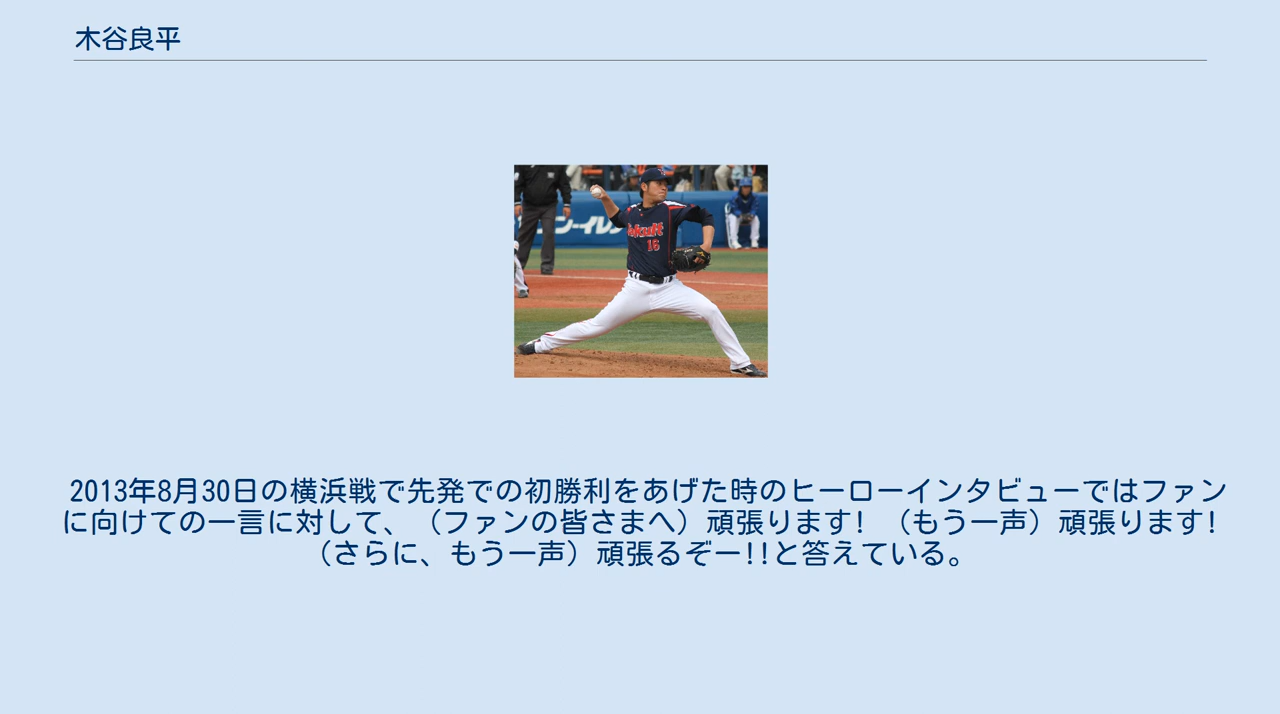 木谷良平
ン-イレ
akult
16
2013年8月30日の横浜戦で先発での初勝利をあげた時のヒーローインタビューではファン
に向けての一言に対して、（ファンの皆さまへ）頑張ります！（もう一声）頑張ります！
（さらに、もう一声）頑張るぞー!!と答えている。